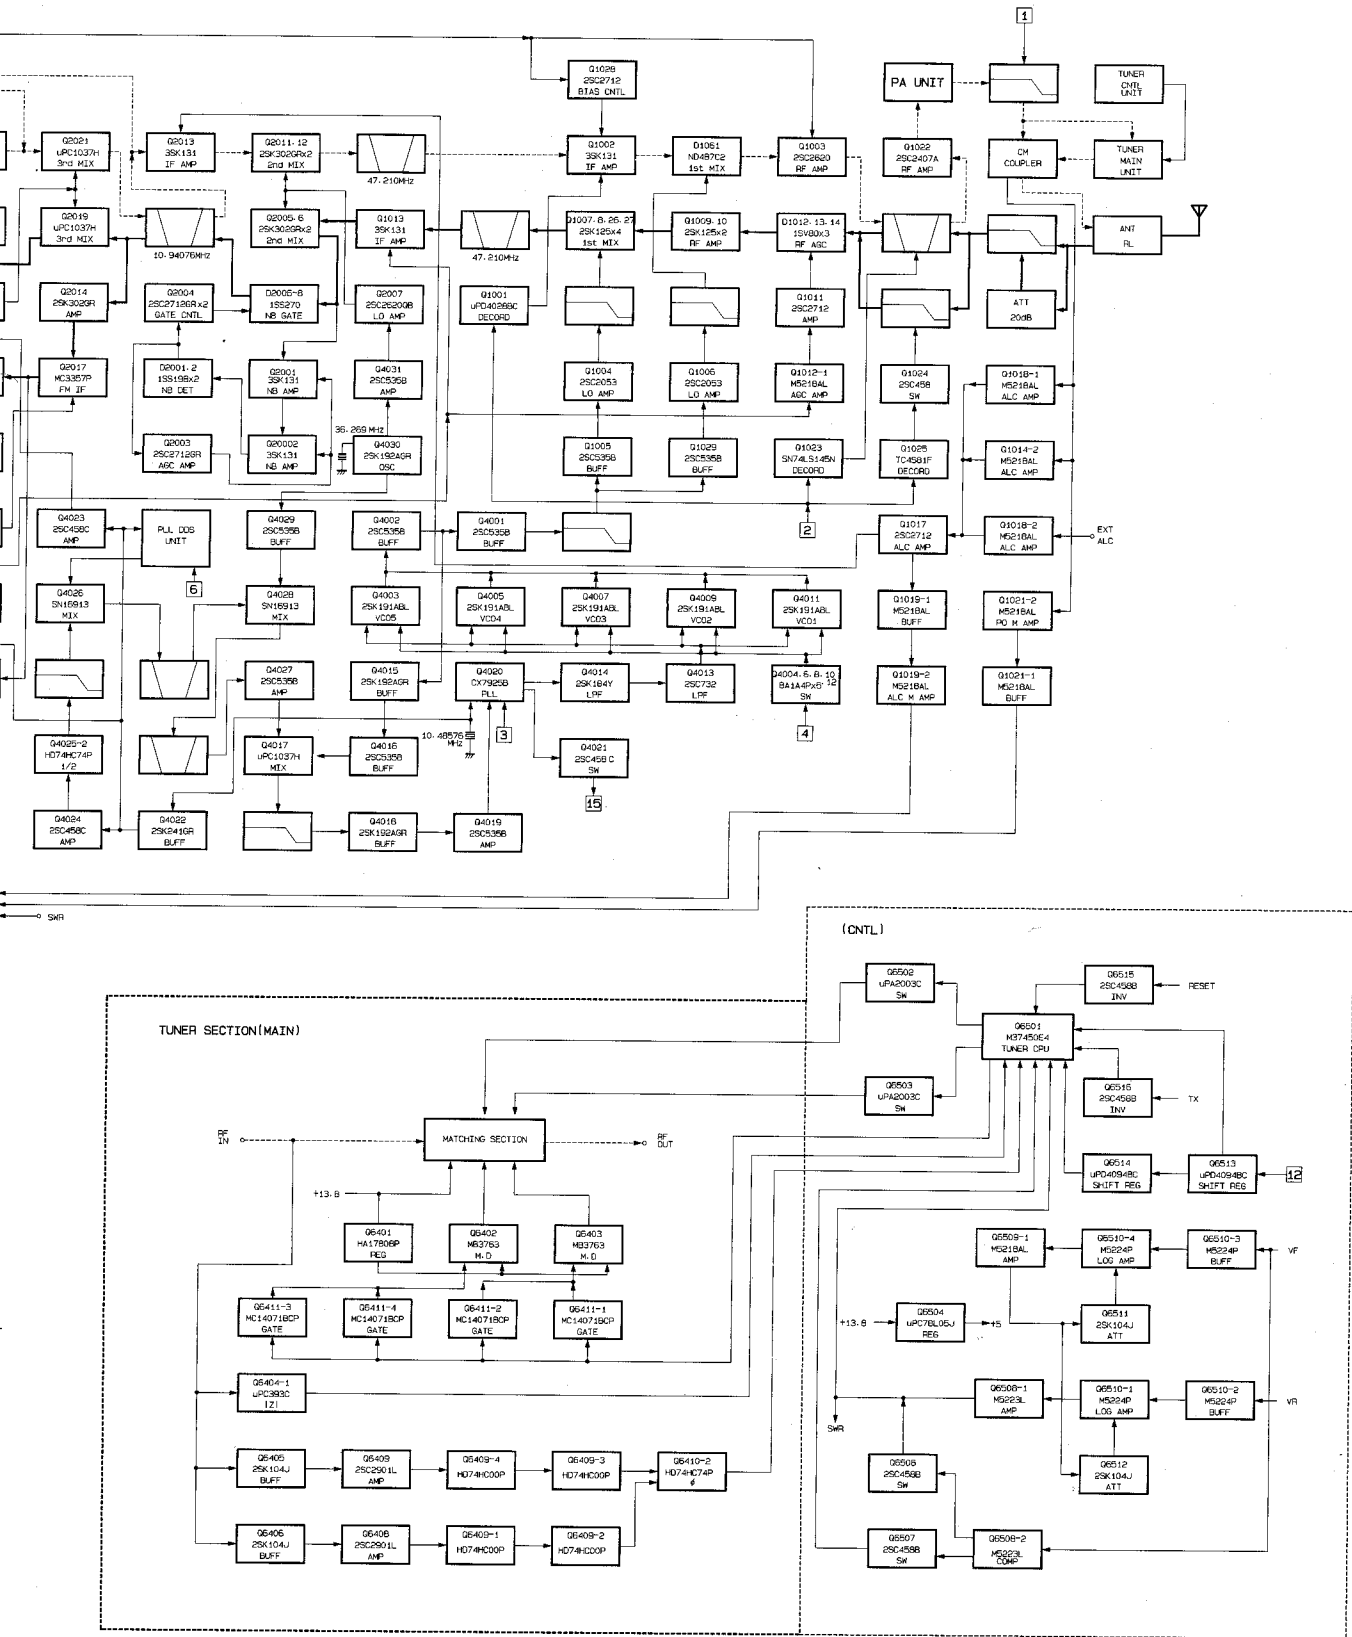 1
Q1028
2SC2712
BIAS CNTL
PA UNIT
TUNER
CNTL
UNIT
Q2021
uPC1037H
3rd MIX
Q2013
3SK131
IF AMP
Q2011.12
2SK302GRx2
2nd MIX
47.210MHz
Q1002
3SK131
IF AMP
D1051
ND487C2
1st MIX
Q1003
2SC2620
RF AMP
Q1022
2SC2407A
RF AMP
CM
COUPLER
TUNER
MAIN
UNIT
Q2019
uPC1037H
3rd MIX
10.94076MHz
Q2005.6
2SK302GRx2
2nd MIX
Q1013
3SK131
IF AMP
47.210MHz
Q1007.8.26.27
2SK125x4
1st MIX
Q1009.10
2SK125x2
RF AMP
D1012.13.14
1SV80x3
RF AGC
ANT
RL
Q2014
2SK302GR
AMP
Q2004
2SC2712GRx2
GATE CNTL
D2005-8
1SS270
NB GATE
Q2007
2SC2620QB
LO AMP
Q1001
uPD4028BC
DECORD
Q1011
2SC2712
AMP
ATT
20dB
Q2017
MC3357P
FM IF
D2001.2
1SS198x2
NB DET
Q2001
3SK131
NB AMP
Q4031
2SC535B
AMP
Q1004
2SC2053
LO AMP
Q1006
2SC2053
LO AMP
Q1012-1
M5218AL
AGC AMP
Q1024
2SC458
SW
Q1018-1
M5218AL
ALC AMP
36.269 MHz
Q2003
2SC2712GR
AGC AMP
Q20002
3SK131
NB AMP
Q4030
2SK192AGR
OSC
Q1005
2SC535B
BUFF
Q1029
2SC535B
BUFF
Q1023
SN74LS145N
DECORD
Q1025
TC4581F
DECORD
Q1014-2
M5218AL
ALC AMP
Q4023
2SC458C
AMP
PLL DDS
UNIT
Q4029
2SC535B
BUFF
Q4002
2SC535B
BUFF
Q4001
2SC535B
BUFF
2
Q1017
2SC2712
ALC AMP
Q1018-2
M5218AL
ALC AMP
EXT
ALC
6
Q4026
SN16913
MIX
Q4028
SN16913
MIX
Q4003
2SK191ABL
VCO5
Q4005
2SK191ABL
VCO4
Q4007
2SK191ABL
VCO3
Q4009
2SK191ABL
VCO2
Q4011
2SK191ABL
VCO1
Q1019-1
M5218AL
BUFF
Q1021-2
M5218AL
PO M AMP
Q4027
2SC535B
AMP
Q4015
2SK192AGR
BUFF
Q4020
CX7925B
PLL
Q4014
2SK184Y
LPF
Q4013
2SC732
LPF
Q4004.6.8.10
12
BA1A4Px5
SW
Q1019-2
M5218AL
ALC M AMP
Q1021-1
M5218AL
BUFF
10.48576
MHz
3
4
Q4025-2
HD74HC74P
1/2
Q4017
uPC1037H
MIX
Q4016
2SC535B
BUFF
Q4021
2SC458 C
SW
15
Q4024
2SC458C
AMP
Q4022
2SK241GR
BUFF
Q4018
2SK192AGR
BUFF
Q4019
2SC535B
AMP
SWR
(CNTL)
Q6502
uPA2003C
SW
Q6515
2SC458B
INV
RESET
TUNER SECTION(MAIN)
Q6501
M37450E4
TUNER CPU
Q6503
uPA2003C
SW
Q6516
2SC458B
INV
TX
RF
IN
MATCHING SECTION
RF
OUT
Q6514
uPD4094BC
SHIFT REG
Q6513
uPD4094BC
SHIFT REG
12
+13.8
Q6401
HA17808P
REG
Q6402
MB3763
M.D
Q6403
MB3763
M.D
Q6509-1
M5218AL
AMP
Q6510-4
M5224P
LOG AMP
Q6510-3
M5224P
BUFF
VF
Q6411-3
MC14071BCP
GATE
Q6411-4
MC14071BCP
GATE
Q6411-2
MC14071BCP
GATE
Q6411-1
MC14071BCP
GATE
+13.8
Q6504
uPC78L05J
REG
+5
Q6511
2SK104J
ATT
Q6404-1
uPC393C
|Z|
Q6508-1
M5223L
AMP
Q6510-1
M5224P
LOG AMP
Q6510-2
M5224P
BUFF
VR
SWR
Q6405
2SK104J
BUFF
Q6409
2SC2901L
AMP
Q6409-4
HD74HC00P
Q6409-3
HD74HC00P
Q6410-2
HD74HC74P
φ
Q6506
2SC458B
SW
Q6512
2SK104J
ATT
Q6406
2SK104J
BUFF
Q6408
2SC2901L
AMP
Q6409-1
HD74HC00P
Q6409-2
HD74HC00P
Q6507
2SC458B
SW
Q6508-2
M5223L
COMP